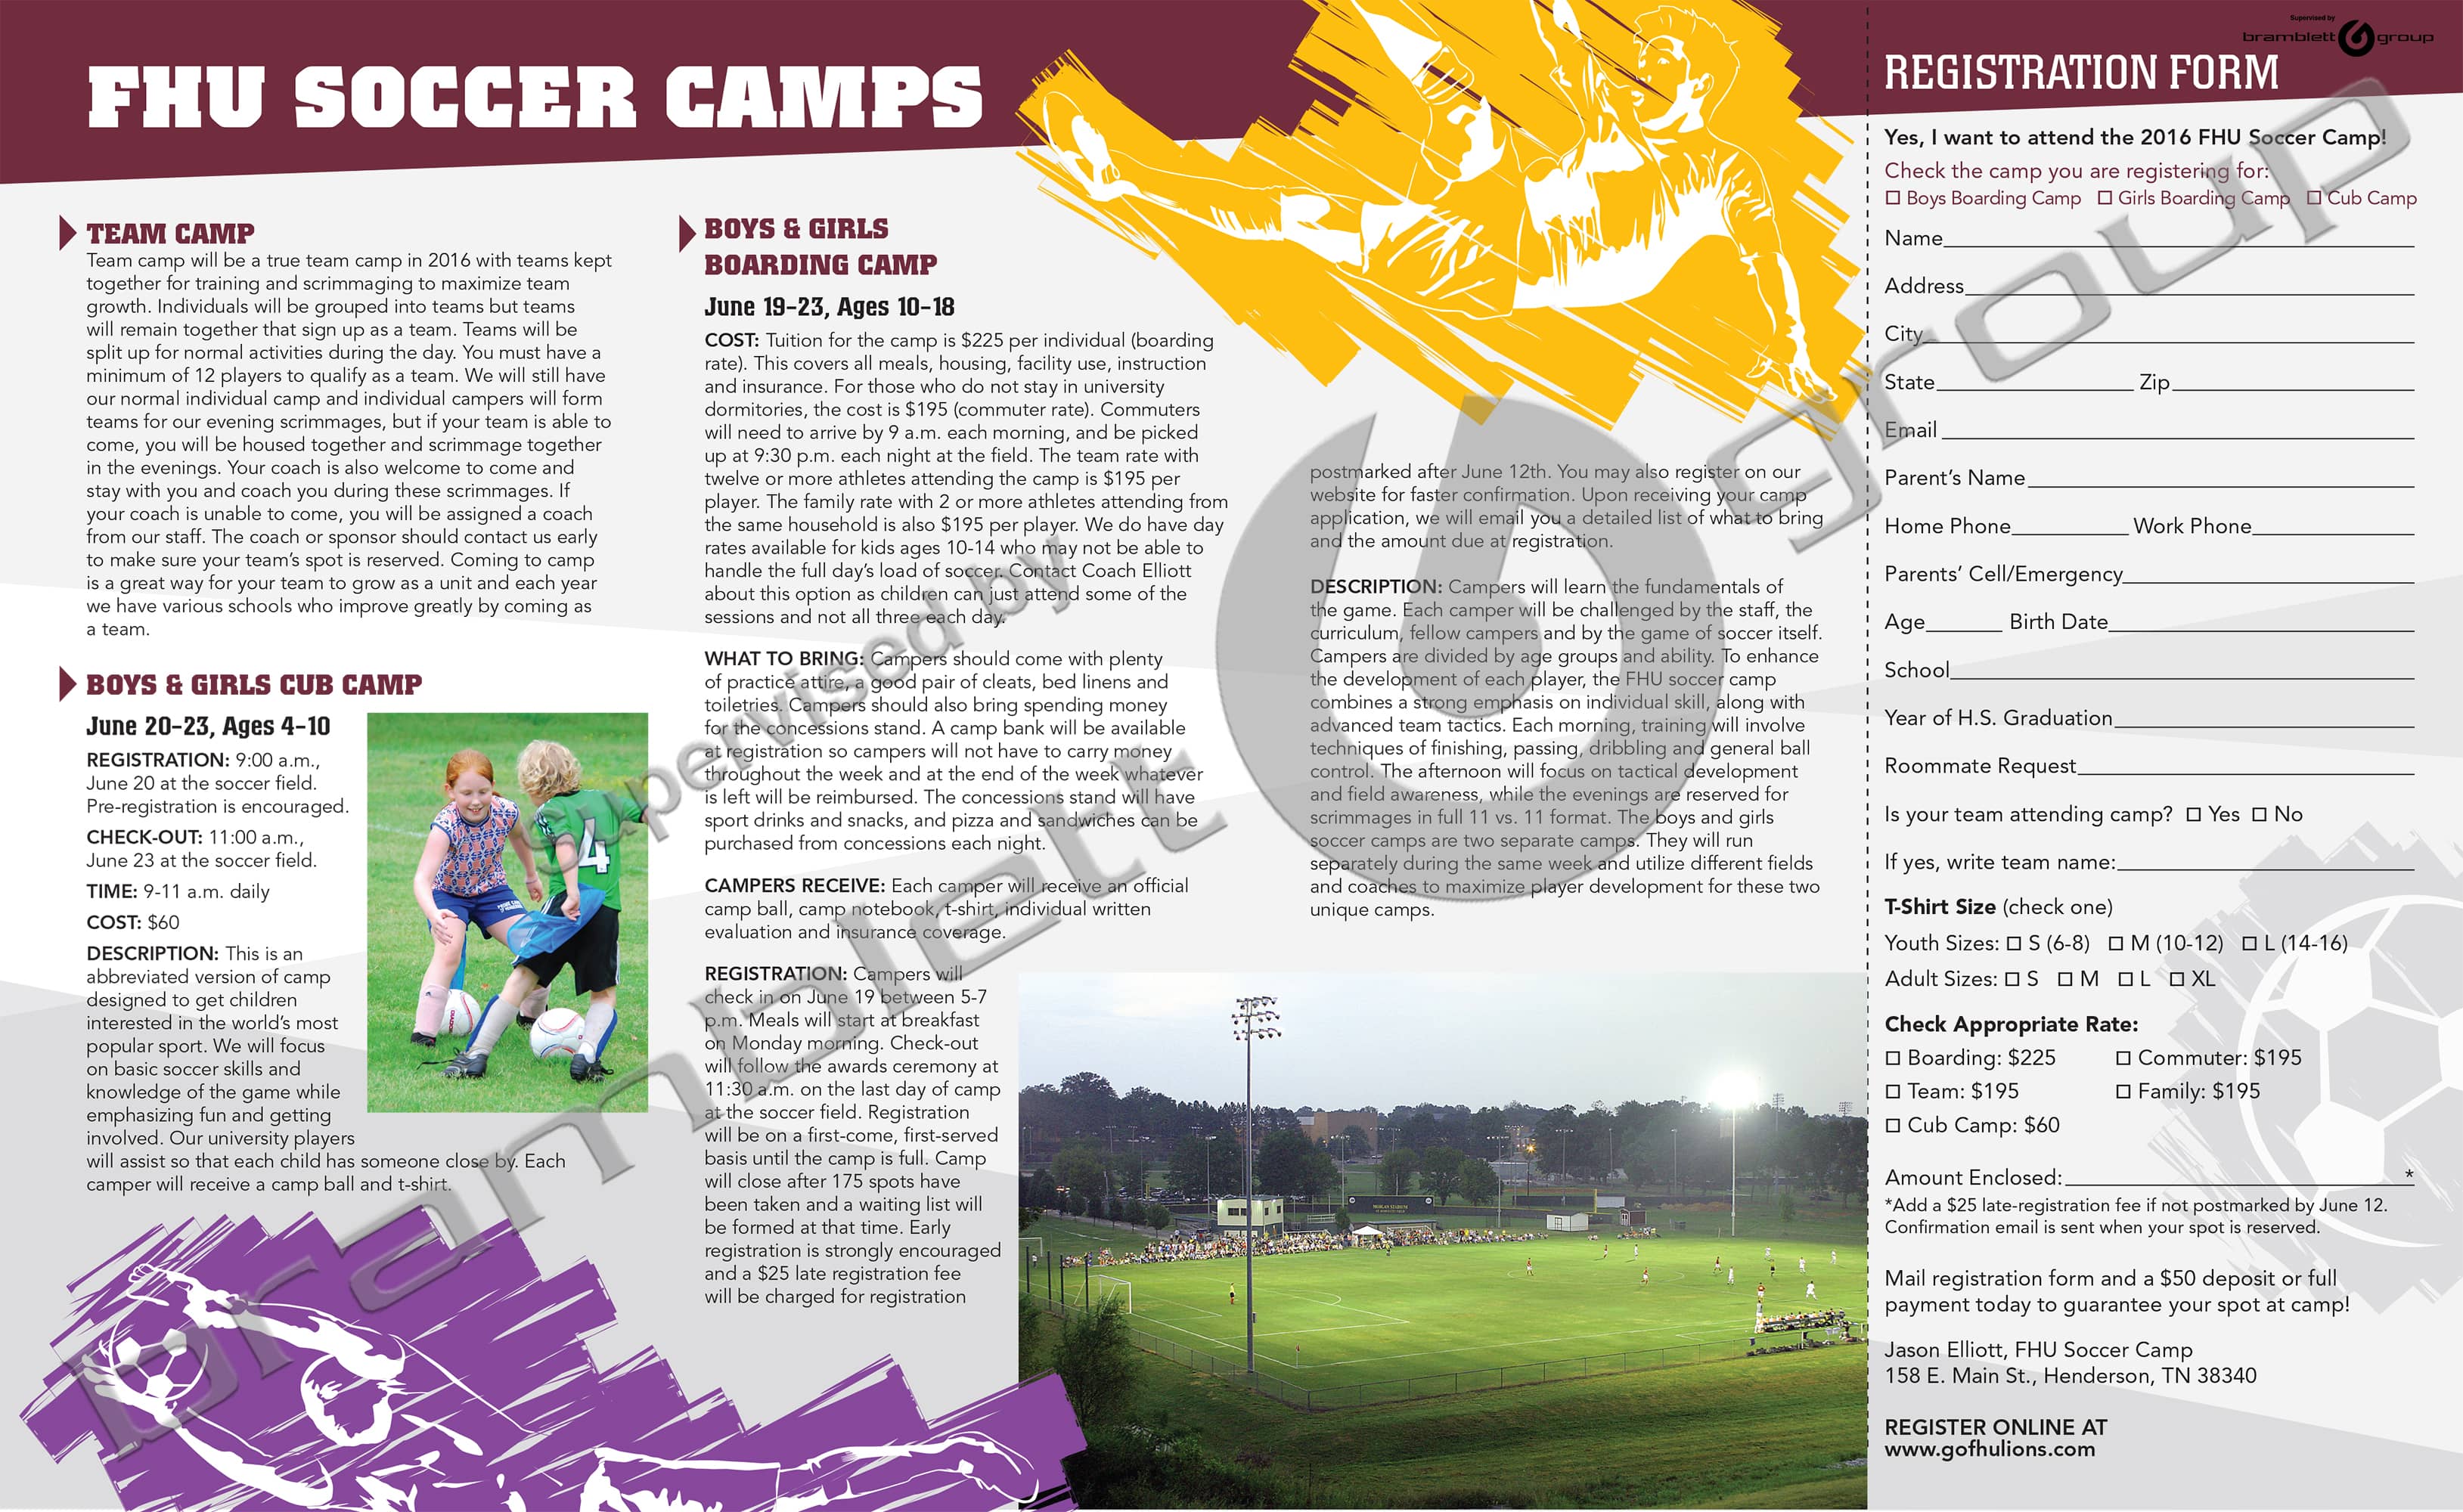 FHU SOCCER CAMPS
TEAM CAMP
Team camp will be a true team camp in 2016 with teams kept
together for training and scrimmaging to maximize team
growth. Individuals will be grouped into teams but teams
will remain together that sign up as a team. Teams will be
split up for normal activities during the day. You must have a
minimum of 12 players to qualify as a team. We will still have
our normal individual camp and individual campers will form
teams for our evening scrimmages, but if your team is able to
come, you will be housed together and scrimmage together
in the evenings. Your coach is also welcome to come and
stay with you and coach you during these scrimmages. If
your coach is unable to come, you will be assigned a coach
from our staff. The coach or sponsor should contact us early
to make sure your team's spot is reserved. Coming to camp
is a great way for your team to grow as a unit and each year
we have various schools who improve greatly by coming as
a team.
BOYS & GIRLS CUB CAMP
June 20-23, Ages 4-10
REGISTRATION: 9:00 a.m.,
June 20 at the soccer field.
Pre-registration is encouraged.
CHECK-OUT: 11:00 a.m.,
June 23 at the soccer field.
TIME: 9-11 a.m. daily
COST: $60
DESCRIPTION: This is an
abbreviated version of camp
designed to get children
interested in the world's most
popular sport. We will focus
on basic soccer skills and
knowledge of the game while
emphasizing fun and getting
involved. Our university players
will assist so that each child has someone close by. Each
camper will receive a camp ball and t-shirt.
4
BOYS & GIRLS
BOARDING CAMP
June 19-23, Ages 10-18
COST: Tuition for the camp is $225 per individual (boarding
rate). This covers all meals, housing, facility use, instruction
and insurance. For those who do not stay in university
dormitories, the cost is $195 (commuter rate). Commuters
will need to arrive by 9 a.m. each morning, and be picked
up at 9:30 p.m. each night at the field. The team rate with
twelve or more athletes attending the camp is $195 per
player. The family rate with 2 or more athletes attending from
the same household is also $195 per player. We do have day
rates available for kids ages 10-14 who may not be able to
handle the full day's load of soccer. Contact Coach Elliott
about this option as children can just attend some of the
sessions and not all three each day.
WHAT TO BRING: Campers should come with plenty
of practice attire, a good pair of cleats, bed linens and
toiletries. Campers should also bring spending money
for the concessions stand. A camp bank will be available
at registration so campers will not have to carry money
throughout the week and at the end of the week whatever
is left will be reimbursed. The concessions stand will have
sport drinks and snacks, and pizza and sandwiches can be
purchased from concessions each night.
CAMPERS RECEIVE: Each camper will receive an official
camp ball, camp notebook, t-shirt, individual written
evaluation and insurance coverage.
REGISTRATION: Campers will
check in on June 19 between 5-7
p.m. Meals will start at breakfast
on Monday morning. Check-out
will follow the awards ceremony at
11:30 a.m. on the last day of camp
at the soccer field. Registration
will be on a first-come, first-served
basis until the camp is full. Camp
will close after 175 spots have
been taken and a waiting list will
be formed at that time. Early
registration is strongly encouraged
and a $25 late registration fee
will be charged for registration
postmarked after June 12th. You may also register on our
website for faster confirmation. Upon receiving your camp
application, we will email you a detailed list of what to bring
and the amount due at registration.
DESCRIPTION: Campers will learn the fundamentals of
the game. Each camper will be challenged by the staff, the
curriculum, fellow campers and by the game of soccer itself.
Campers are divided by age groups and ability. To enhance
the development of each player, the FHU soccer camp
combines a strong emphasis on individual skill, along with
advanced team tactics. Each morning, training will involve
techniques of finishing, passing, dribbling and general ball
control. The afternoon will focus on tactical development
and field awareness, while the evenings are reserved for
scrimmages in full 11 vs. 11 format. The boys and girls
soccer camps are two separate camps. They will run
separately during the same week and utilize different fields
and coaches to maximize player development for these two
unique camps.
Supervised by
bramblett group
REGISTRATION FORM
Yes, I want to attend the 2016 FHU Soccer Camp!
Check the camp you are registering for:
☐ Boys Boarding Camp ☐ Girls Boarding Camp ☐ Cub Camp
Name
Address
City
State Zip
Email
Parent's Name
Home Phone Work Phone
Parents' Cell/Emergency
Age Birth Date
School
Year of H.S. Graduation
Roommate Request
Is your team attending camp? ☐ Yes ☐ No
If yes, write team name:
T-Shirt Size (check one)
Youth Sizes: ☐ S (6-8) ☐ M (10-12) ☐ L (14-16)
Adult Sizes: ☐ S ☐ M ☐ L ☐ XL
Check Appropriate Rate:
☐ Boarding: $225 ☐ Commuter: $195
☐ Team: $195 ☐ Family: $195
☐ Cub Camp: $60
Amount Enclosed: *
*Add a $25 late-registration fee if not postmarked by June 12.
Confirmation email is sent when your spot is reserved.
Mail registration form and a $50 deposit or full
payment today to guarantee your spot at camp!
Jason Elliott, FHU Soccer Camp
158 E. Main St., Henderson, TN 38340
REGISTER ONLINE AT
www.gofhulions.com
supervised by
bramblett group